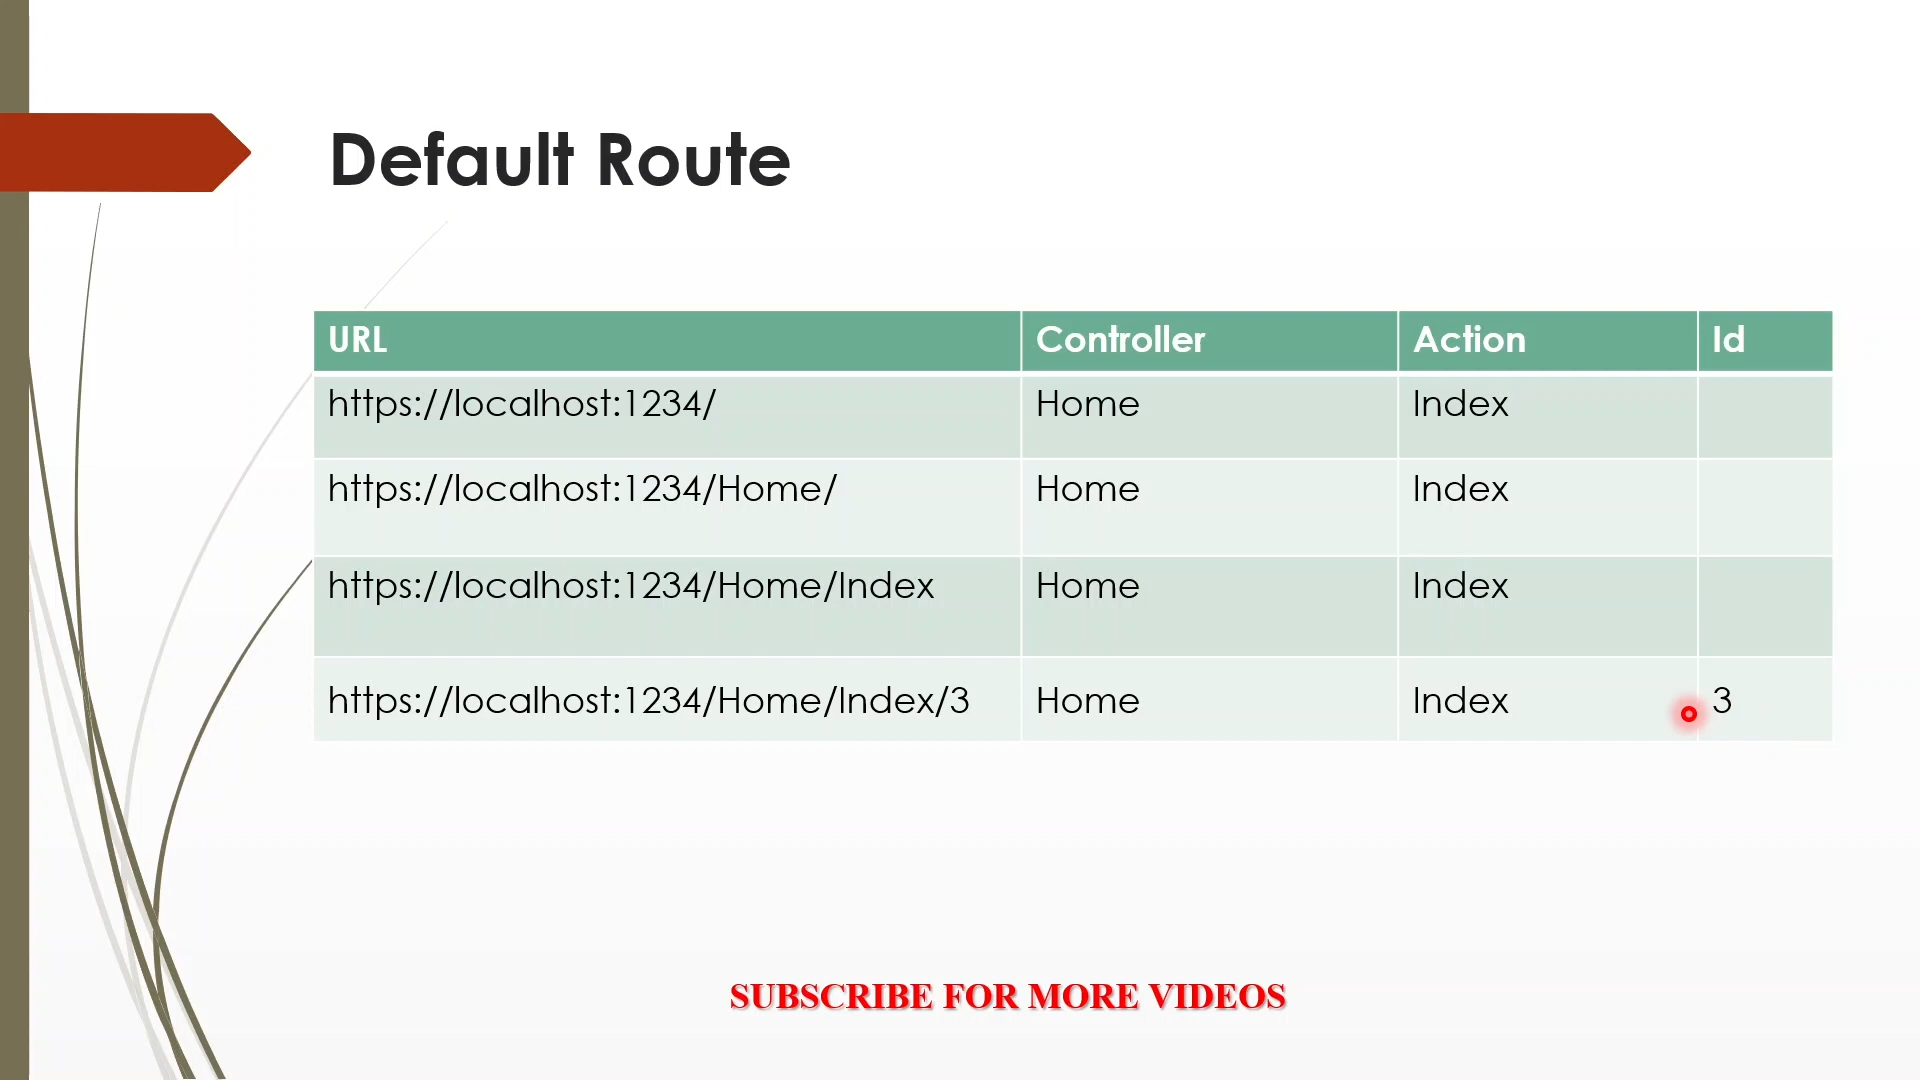 Default Route
URL Controller Action Id
https://localhost:1234/ Home Index
https://localhost:1234/Home/ Home Index
https://localhost:1234/Home/Index Home Index
https://localhost:1234/Home/Index/3 Home Index 3
SUBSCRIBE FOR MORE VIDEOS